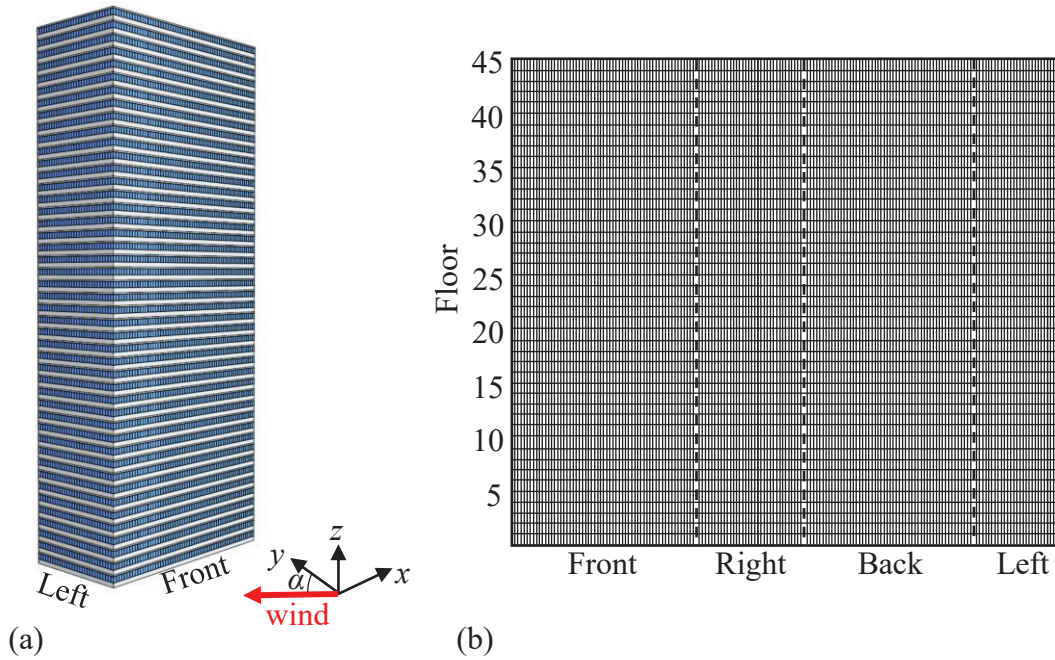 Left
Front
z
y
α
x
wind
(a)
45
40
35
30
25
20
15
10
5
Floor
Front
Right
Back
Left
(b)